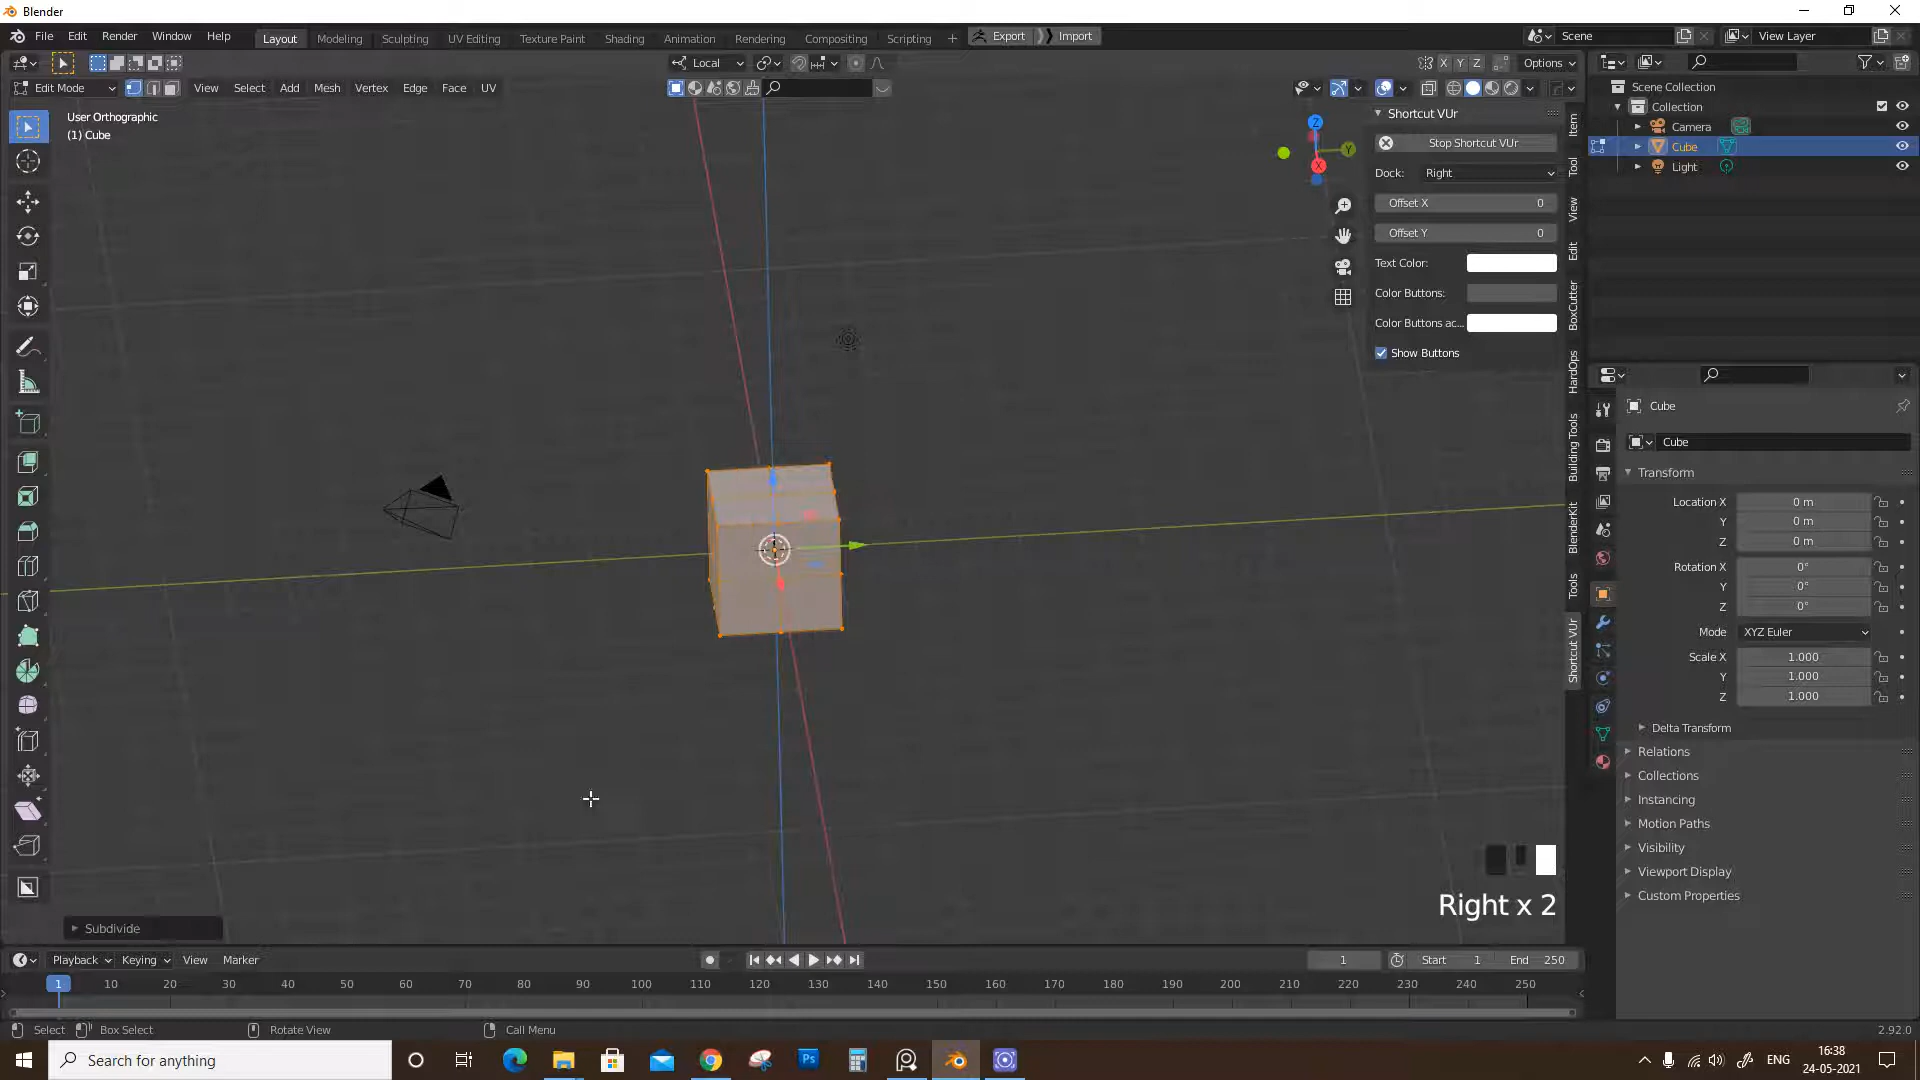 Blender
File Edit Render Window Help
Layout Modeling Sculpting UV Editing Texture Paint Shading Animation Rendering Compositing Scripting
Export Import
Scene
View Layer
Local
X Y Z
Options
Edit Mode
View Select Add Mesh Vertex Edge Face UV
User Orthographic
(1) Cube
Z
Y
X
Shortcut VUr
Stop Shortcut VUr
Dock: Right
Offset X 0
Offset Y 0
Text Color:
Color Buttons:
Color Buttons ac...
Show Buttons
Item
Tool
View
Edit
BoxCutter
HardOps
Building Tools
BlenderKit
Tools
Shortcut VUr
Scene Collection
Collection
Camera
Cube
Light
Cube
Cube
Transform
Location X 0 m
Y 0 m
Z 0 m
Rotation X 0°
Y 0°
Z 0°
Mode XYZ Euler
Scale X 1.000
Y 1.000
Z 1.000
Delta Transform
Relations
Collections
Instancing
Motion Paths
Visibility
Viewport Display
Custom Properties
Right x 2
Subdivide
Playback Keying View Marker
1
Start 1
End 250
1 10 20 30 40 50 60 70 80 90 100 110 120 130 140 150 160 170 180 190 200 210 220 230 240 250
Select Box Select Rotate View Call Menu
2.92.0
Search for anything
Ps
ENG
16:38
24-05-2021